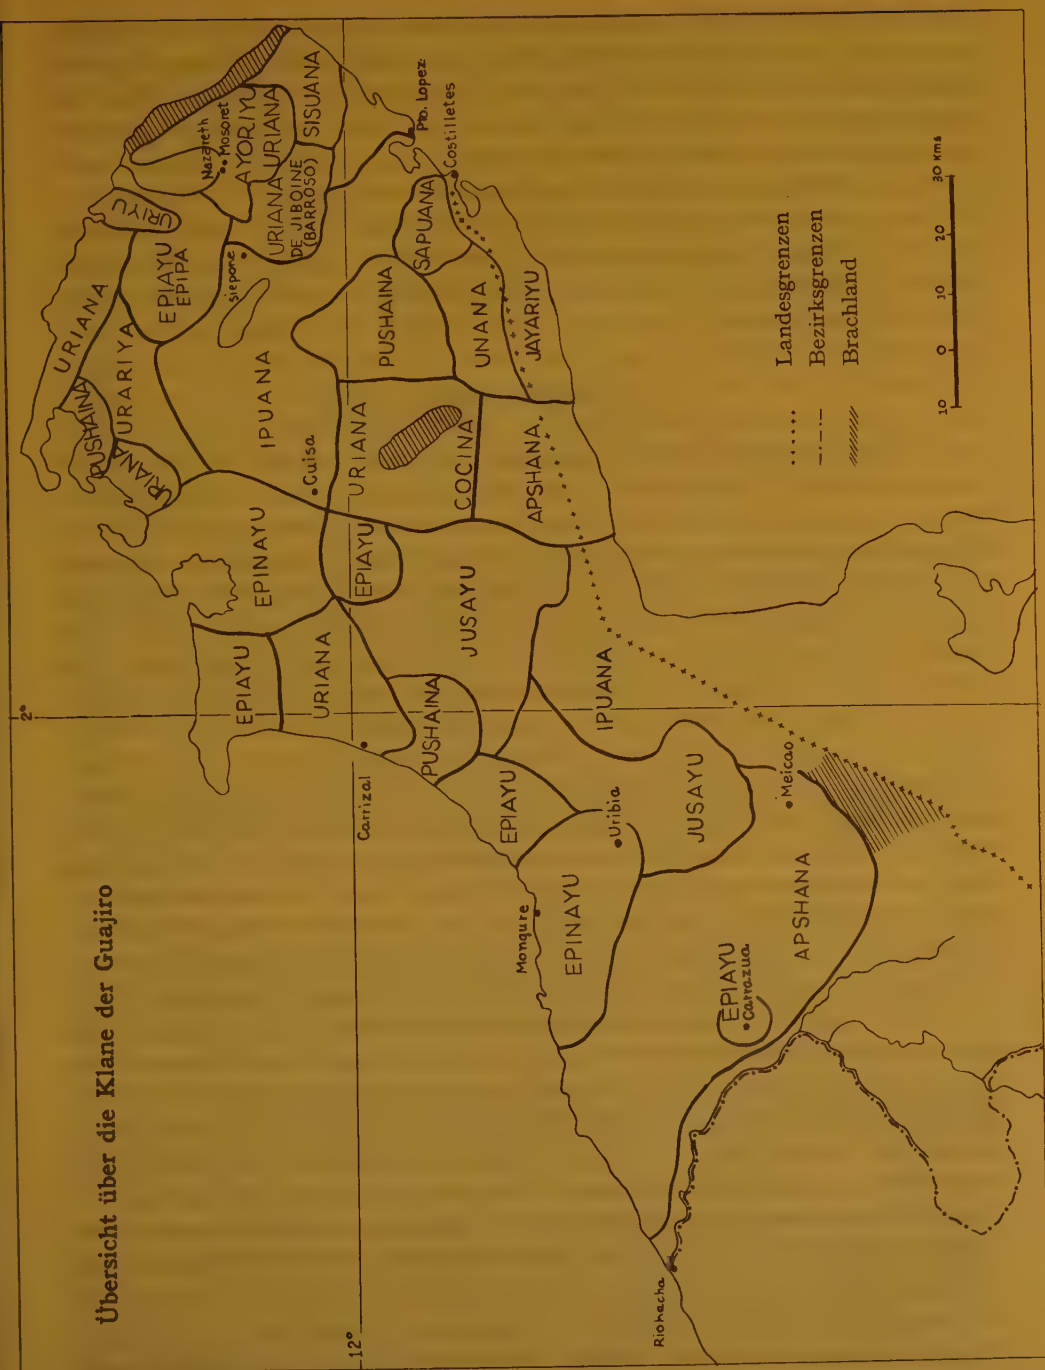 Übersicht über die Klane der Guajiro
2°
12°
URIANA
URIYU
PUSHAINA
URARIYA
URIANA
EPIAYU
EPIPA
Nazareth
Mosoret
AYORIYU
URIANA
SISUANA
URIANA
DE JIBOINE
(BARROSO)
Siepone
Pto. Lopez
Costilletes
SAPUANA
PUSHAINA
UNANA
JAYARIYU
IPUANA
Cuisa
URIANA
COCINA
APSHANA
EPINAYU
EPIAYU
EPIAYU
URIANA
JUSAYU
IPUANA
Carrizal
PUSHAINA
EPIAYU
Uribia
JUSAYU
Meicao
Mongure
EPINAYU
APSHANA
EPIAYU
Carrazua
Riohacha
Landesgrenzen
Bezirksgrenzen
Brachland
10 0 10 20 30 Kms